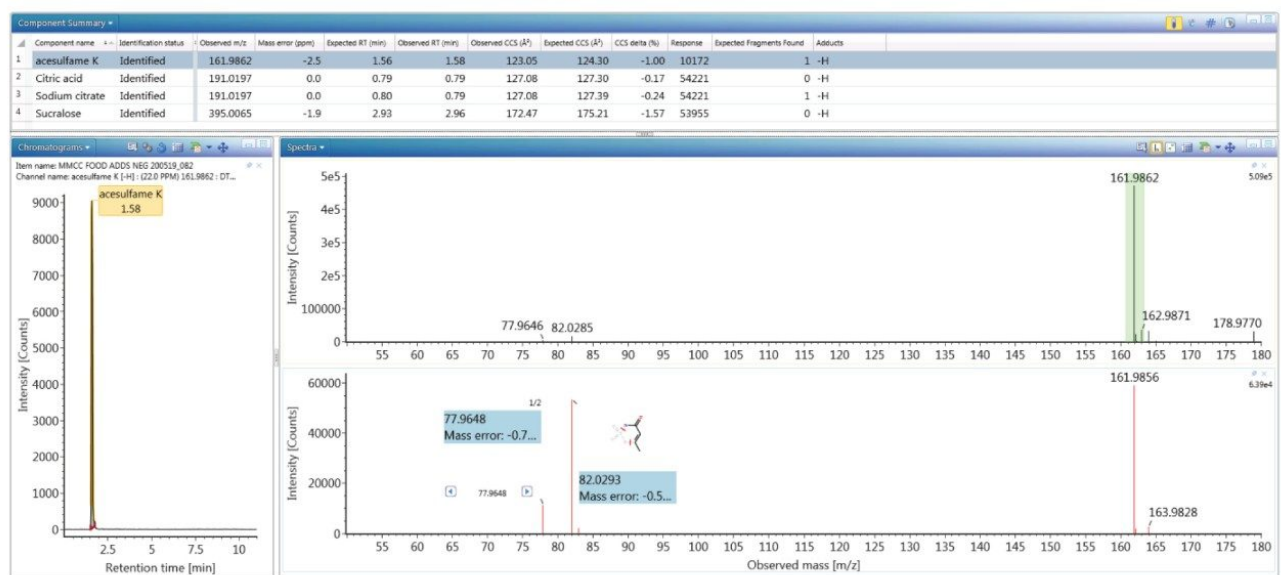 Component Summary
Component name Identification status Observed m/z Mass error (ppm) Expected RT (min) Observed RT (min) Observed CCS (Å²) Expected CCS (Å²) CCS delta (%) Response Expected Fragments Found Adducts
1 acesulfame K Identified 161.9862 -2.5 1.56 1.58 123.05 124.30 -1.00 10172 1 -H
2 Citric acid Identified 191.0197 0.0 0.79 0.79 127.08 127.30 -0.17 54221 0 -H
3 Sodium citrate Identified 191.0197 0.0 0.80 0.79 127.08 127.39 -0.24 54221 1 -H
4 Sucralose Identified 395.0065 -1.9 2.93 2.96 172.47 175.21 -1.57 53955 0 -H
Chromatograms
Item name: MMCC FOOD ADDS NEG 200519_082
Channel name: acesulfame K [-H] : (22.0 PPM) 161.9862 : DT...
acesulfame K
1.58
9000
8000
7000
6000
5000
4000
3000
2000
1000
0
Intensity [Counts]
2.5 5 7.5 10
Retention time [min]
Spectra
5.09e5
161.9862
5e5
4e5
3e5
2e5
100000
0
Intensity [Counts]
77.9646 82.0285
162.9871
178.9770
55 60 65 70 75 80 85 90 95 100 105 110 115 120 125 130 135 140 145 150 155 160 165 170 175 180
6.39e4
161.9856
60000
40000
20000
0
Intensity [Counts]
1/2
77.9648
Mass error: -0.7...
82.0293
Mass error: -0.5...
77.9648
163.9828
55 60 65 70 75 80 85 90 95 100 105 110 115 120 125 130 135 140 145 150 155 160 165 170 175 180
Observed mass [m/z]